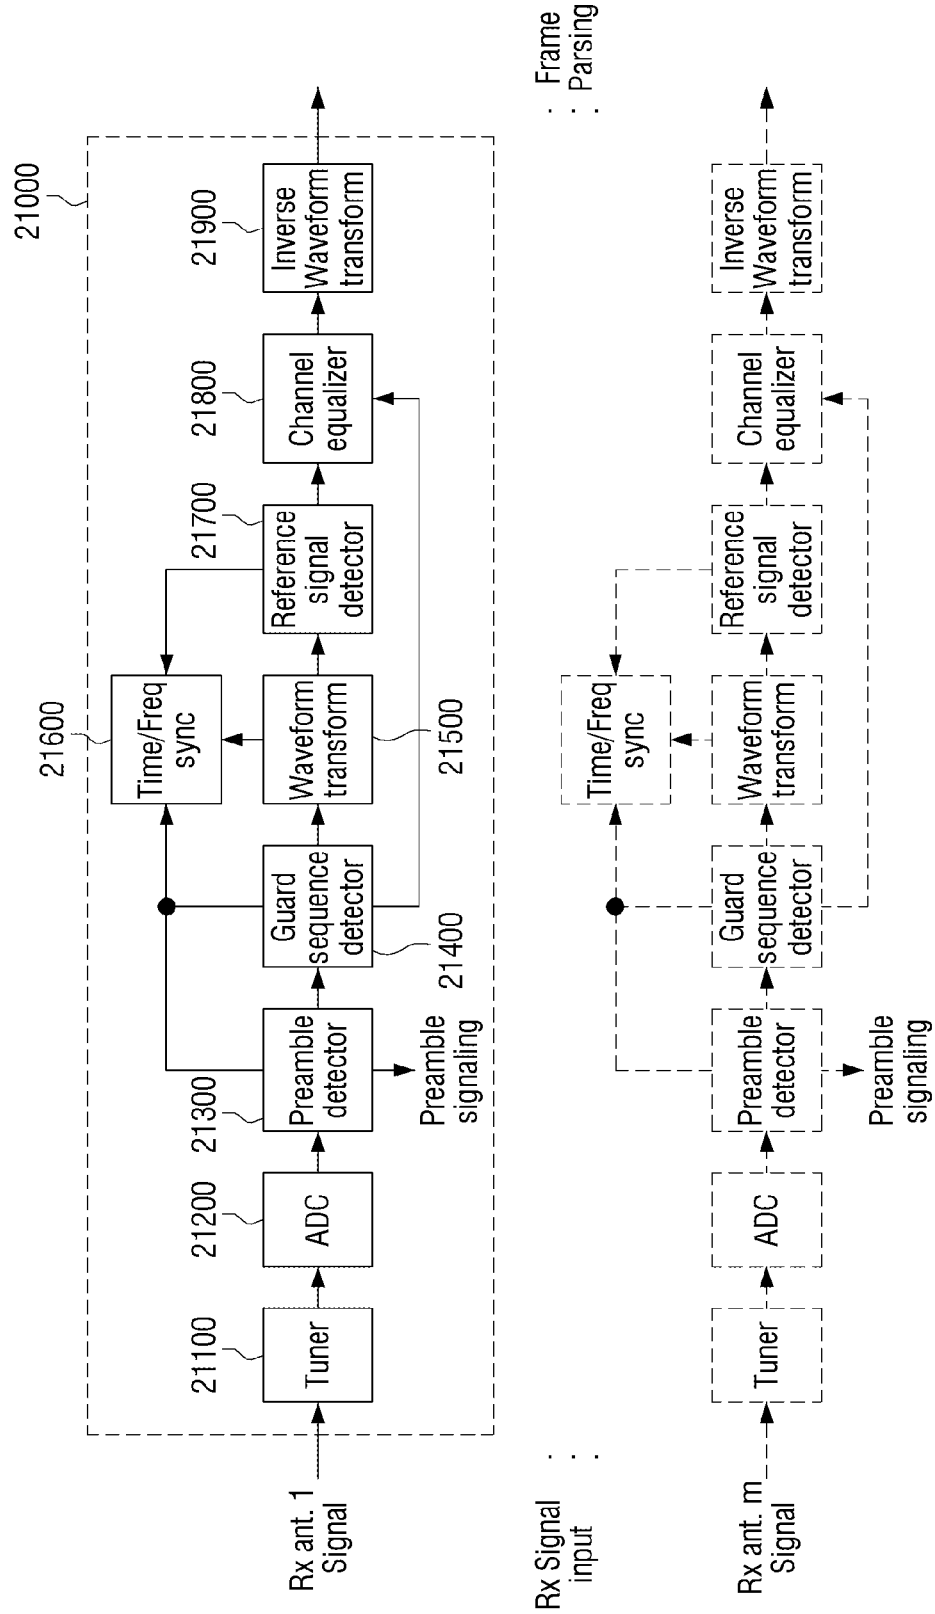 21000
21100
21200
21300
21400
21500
21600
21700
21800
21900
Rx ant. 1
Signal
Tuner
ADC
Preamble
detector
Preamble
signaling
Guard
sequence
detector
Waveform
transform
Time/Freq
sync
Reference
signal
detector
Channel
equalizer
Inverse
Waveform
transform
Rx Signal
input
. . .
. . .
Frame
Parsing
Rx ant. m
Signal
Tuner
ADC
Preamble
detector
Preamble
signaling
Guard
sequence
detector
Waveform
transform
Time/Freq
sync
Reference
signal
detector
Channel
equalizer
Inverse
Waveform
transform